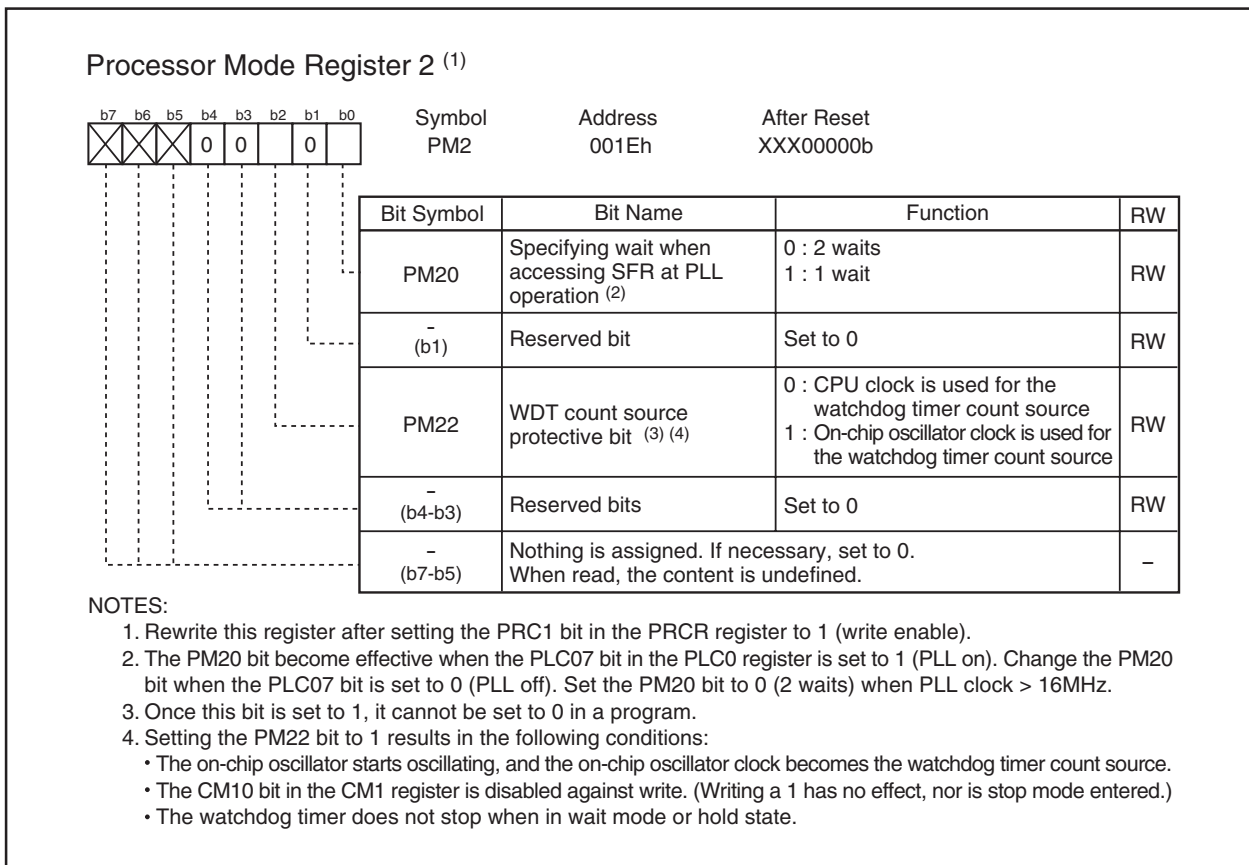 Processor Mode Register 2 (1)
b7 b6 b5 b4 b3 b2 b1 b0
Symbol Address After Reset
0 0 0
PM2 001Eh XXX00000b
Bit Symbol Bit Name Function RW
PM20
Specifying wait when
accessing SFR at PLL
operation (2)
0 : 2 waits
1 : 1 wait
RW
–
(b1)
Reserved bit
Set to 0
RW
PM22
WDT count source
protective bit (3) (4)
0 : CPU clock is used for the
watchdog timer count source
1 : On-chip oscillator clock is used for
the watchdog timer count source
RW
–
(b4-b3)
Reserved bits
Set to 0
RW
–
(b7-b5)
Nothing is assigned. If necessary, set to 0.
When read, the content is undefined.
–
NOTES:
1. Rewrite this register after setting the PRC1 bit in the PRCR register to 1 (write enable).
2. The PM20 bit become effective when the PLC07 bit in the PLC0 register is set to 1 (PLL on). Change the PM20
bit when the PLC07 bit is set to 0 (PLL off). Set the PM20 bit to 0 (2 waits) when PLL clock > 16MHz.
3. Once this bit is set to 1, it cannot be set to 0 in a program.
4. Setting the PM22 bit to 1 results in the following conditions:
• The on-chip oscillator starts oscillating, and the on-chip oscillator clock becomes the watchdog timer count source.
• The CM10 bit in the CM1 register is disabled against write. (Writing a 1 has no effect, nor is stop mode entered.)
• The watchdog timer does not stop when in wait mode or hold state.